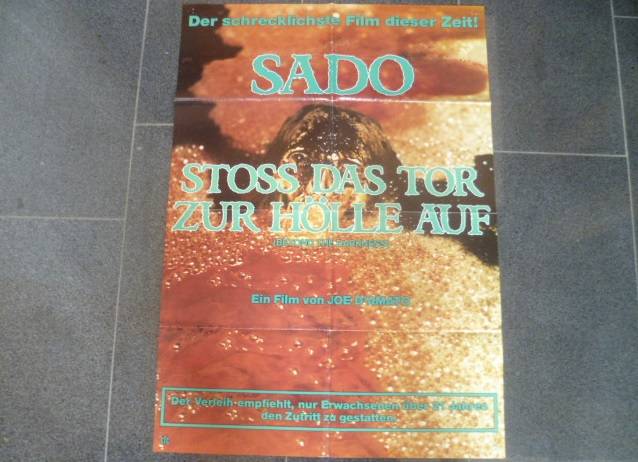 Der schrecklichste Film dieser Zeit!
SADO
STOSS DAS TOR
ZUR HÖLLE AUF
(BEYOND THE DARKNESS)
Ein Film von JOE D'AMATO
Der Verleih empfiehlt, nur Erwachsenen über 21 Jahren
den Zutritt zu gestatten.